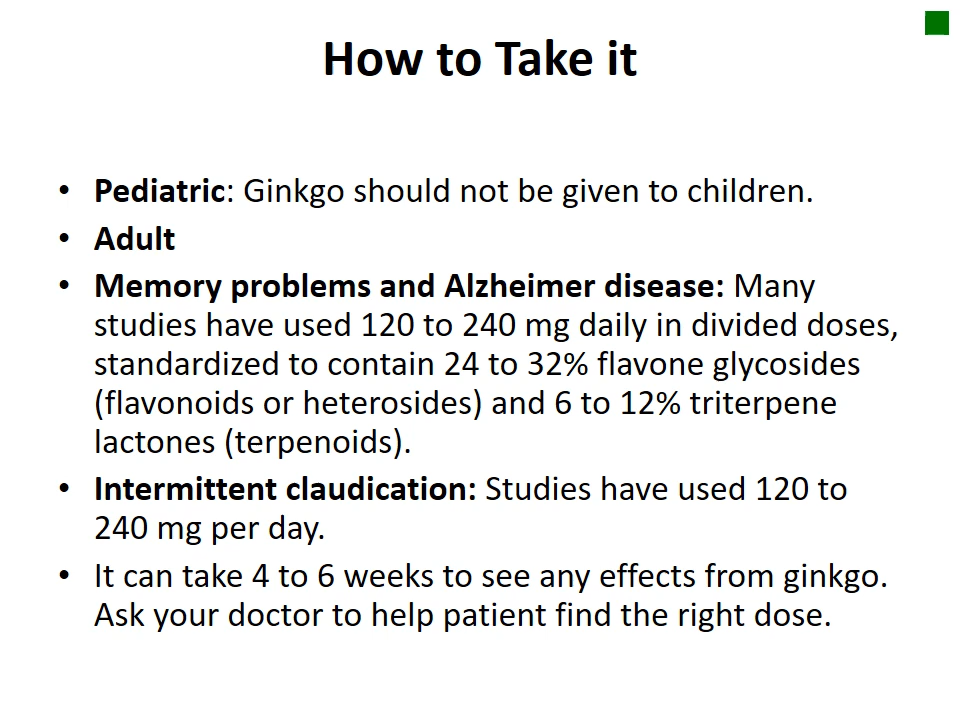 How to Take it
• Pediatric: Ginkgo should not be given to children.
• Adult
• Memory problems and Alzheimer disease: Many
studies have used 120 to 240 mg daily in divided doses,
standardized to contain 24 to 32% flavone glycosides
(flavonoids or heterosides) and 6 to 12% triterpene
lactones (terpenoids).
• Intermittent claudication: Studies have used 120 to
240 mg per day.
• It can take 4 to 6 weeks to see any effects from ginkgo.
Ask your doctor to help patient find the right dose.